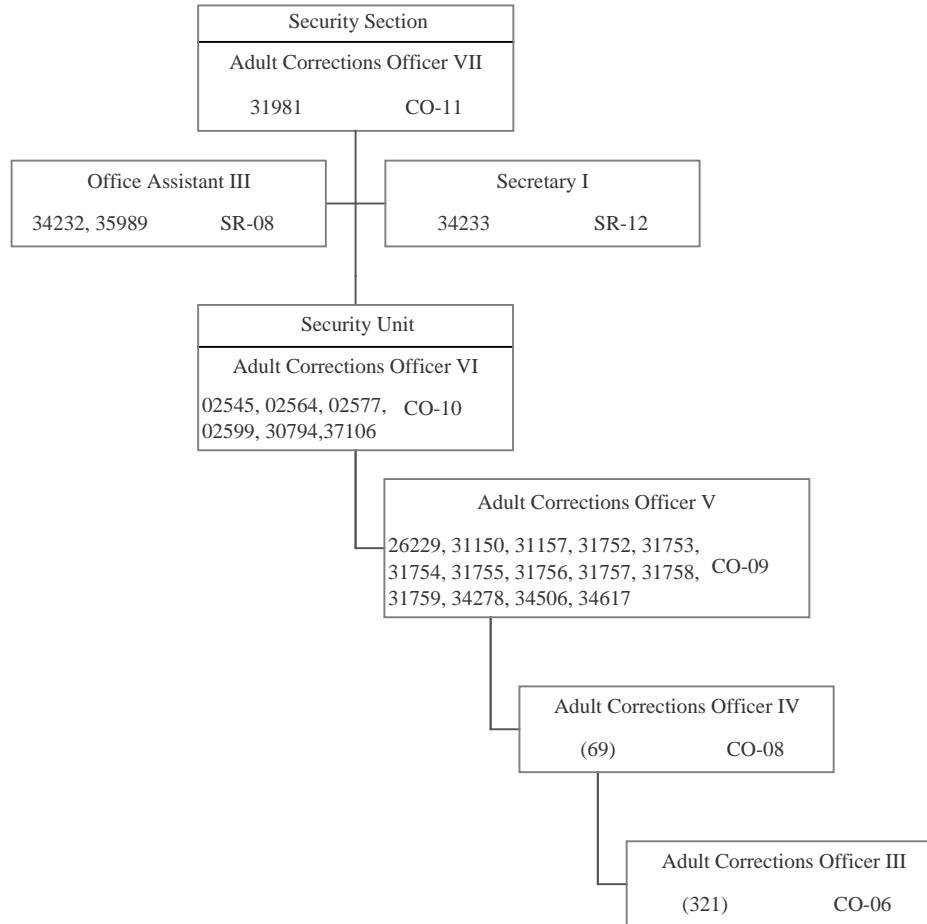 Security Section
Adult Corrections Officer VII
31981 CO-11
Office Assistant III
34232, 35989 SR-08
Secretary I
34233 SR-12
Security Unit
Adult Corrections Officer VI
02545, 02564, 02577, CO-10
02599, 30794,37106
Adult Corrections Officer V
26229, 31150, 31157, 31752, 31753,
31754, 31755, 31756, 31757, 31758, CO-09
31759, 34278, 34506, 34617
Adult Corrections Officer IV
(69) CO-08
Adult Corrections Officer III
(321) CO-06